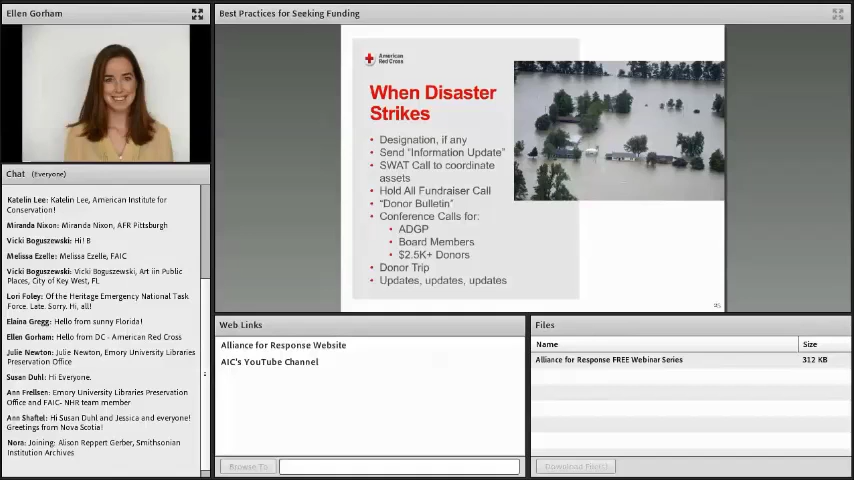 Ellen Gorham
Best Practices for Seeking Funding
American
Red Cross
When Disaster
Strikes
• Designation, if any
• Send “Information Update”
• SWAT Call to coordinate
assets
• Hold All Fundraiser Call
• “Donor Bulletin”
• Conference Calls for:
• ADGP
• Board Members
• $2.5K+ Donors
• Donor Trip
• Updates, updates, updates
25
Chat (Everyone)
Katelin Lee: Katelin Lee, American Institute for
Conservation!
Miranda Nixon: Miranda Nixon, AFR Pittsburgh
Vicki Boguszewski: Hi! B
Melissa Ezelle: Melissa Ezelle, FAIC
Vicki Boguszewski: Vicki Boguszewski, Art iin Public
Places, City of Key West, FL
Lori Foley: Of the Heritage Emergency National Task
Force. Late. Sorry. Hi, all!
Elaina Gregg: Hello from sunny Florida!
Ellen Gorham: Hello from DC - American Red Cross
Julie Newton: Julie Newton, Emory University Libraries
Preservation Office
Susan Duhl: Hi Everyone.
Ann Frellsen: Emory University Libraries Preservation
Office and FAIC- NHR team member
Ann Shaftel: Hi Susan Duhl and Jessica and everyone!
Greetings from Nova Scotia!
Nora: Joining: Alison Reppert Gerber, Smithsonian
Institution Archives
Web Links
Alliance for Response Website
AIC's YouTube Channel
Browse To
Files
Name Size
Alliance for Response FREE Webinar Series 312 KB
Download File(s)